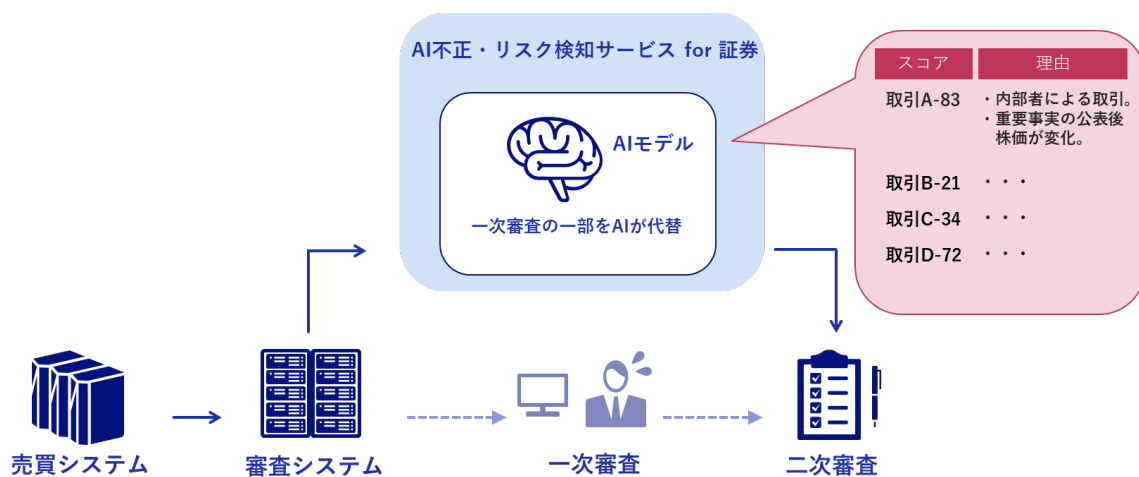 AI不正・リスク検知サービス for 証券
AIモデル
一次審査の一部をAIが代替
スコア 理由
取引A-83 ・内部者による取引。
・重要事実の公表後
株価が変化。
取引B-21 ・・・
取引C-34 ・・・
取引D-72 ・・・
売買システム
審査システム
一次審査
二次審査